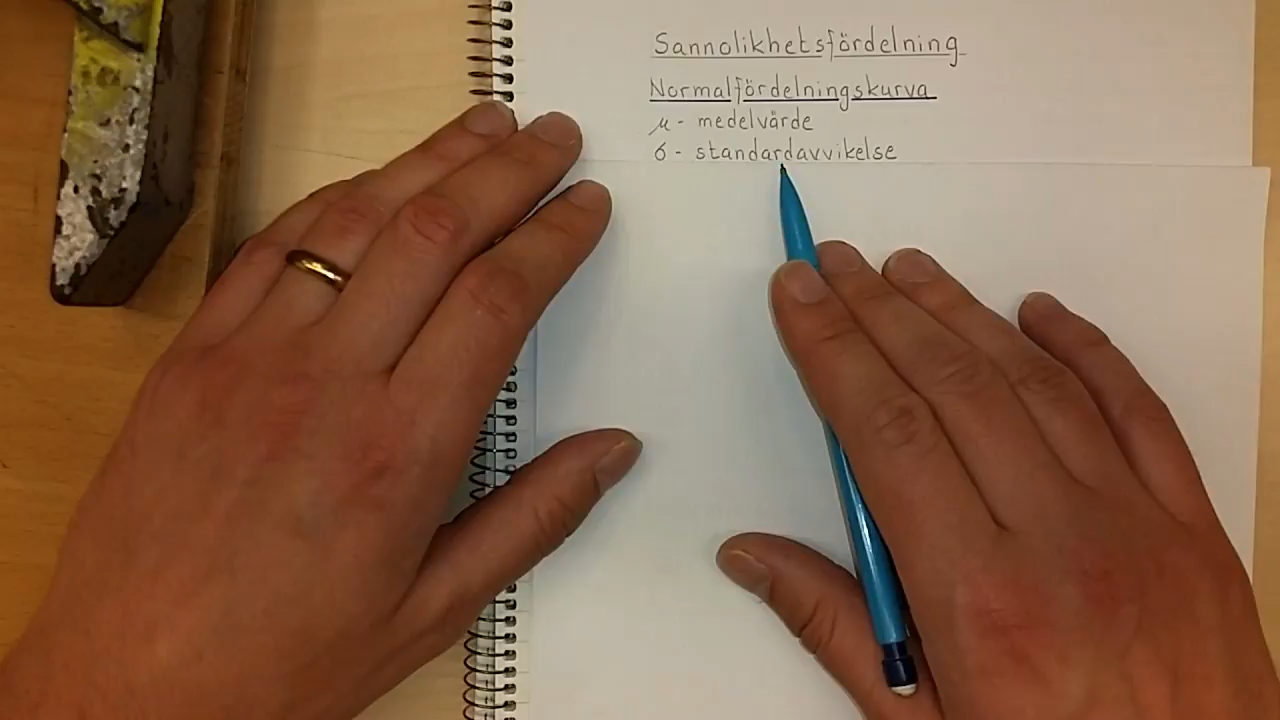 Sannolikhetsfördelning
Normalfördelningskurva
μ - medelvärde
σ - standardavvikelse